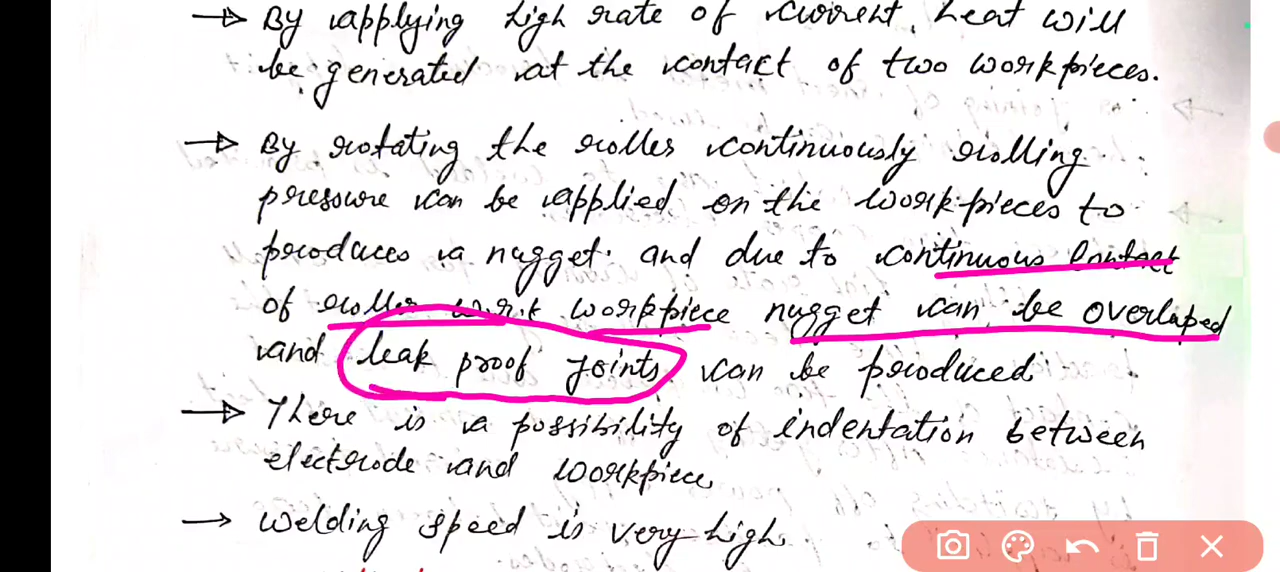 → By applying high rate of current, heat will
be generated at the contact of two workpieces.
→ By rotating the roller continuously rolling
pressure can be applied on the workpieces to
produces a nugget. and due to continuous contact
of roller w.r.t workpiece nugget can be overlaped
and leak proof joints can be produced
→ There is a possibility of indentation between
electrode and workpiece
→ welding speed is very high.